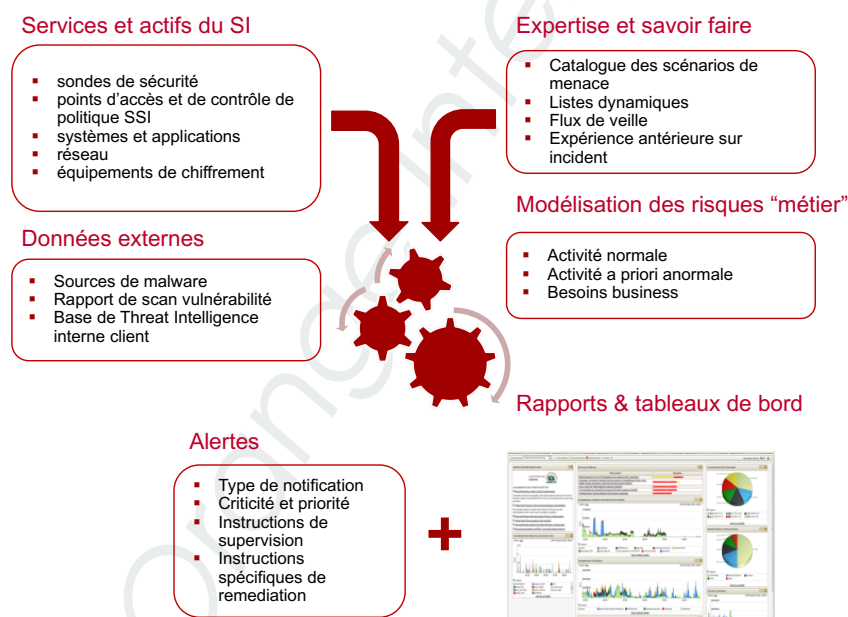 Services et actifs du SI
sondes de sécurité
points d'accès et de contrôle de
politique SSI
systèmes et applications
réseau
équipements de chiffrement
Expertise et savoir faire
Catalogue des scénarios de
menace
Listes dynamiques
Flux de veille
Expérience antérieure sur
incident
Données externes
Sources de malware
Rapport de scan vulnérabilité
Base de Threat Intelligence
interne client
Modélisation des risques “métier”
Activité normale
Activité a priori anormale
Besoins business
Alertes
Type de notification
Criticité et priorité
Instructions de
supervision
Instructions
spécifiques de
remediation
Rapports & tableaux de bord
Orange Inte